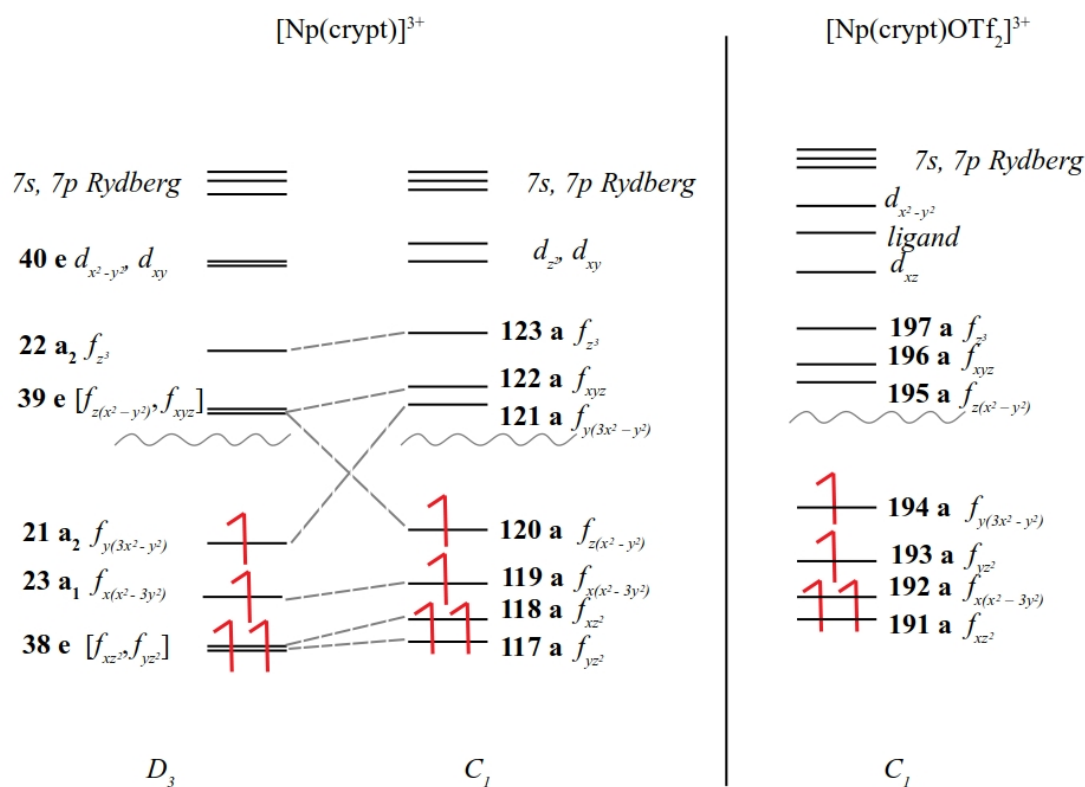 [Np(crypt)]³⁺
[Np(crypt)OTf₂]³⁺
7s, 7p Rydberg
40 e d_{x²-y²}, d_{xy}
22 a₂ f_{z³}
39 e [f_{z(x²-y²)}, f_{xyz}]
21 a₂ f_{y(3x²-y²)}
23 a₁ f_{x(x²-3y²)}
38 e [f_{xz²}, f_{yz²}]
D₃
7s, 7p Rydberg
d_{z²}, d_{xy}
123 a f_{z³}
122 a f_{xyz}
121 a f_{y(3x²-y²)}
120 a f_{z(x²-y²)}
119 a f_{x(x²-3y²)}
118 a f_{xz²}
117 a f_{yz²}
C₁
7s, 7p Rydberg
d_{x²-y²}
ligand
d_{xz}
197 a f_{z³}
196 a f_{xyz}
195 a f_{z(x²-y²)}
194 a f_{y(3x²-y²)}
193 a f_{yz²}
192 a f_{x(x²-3y²)}
191 a f_{xz²}
C₁